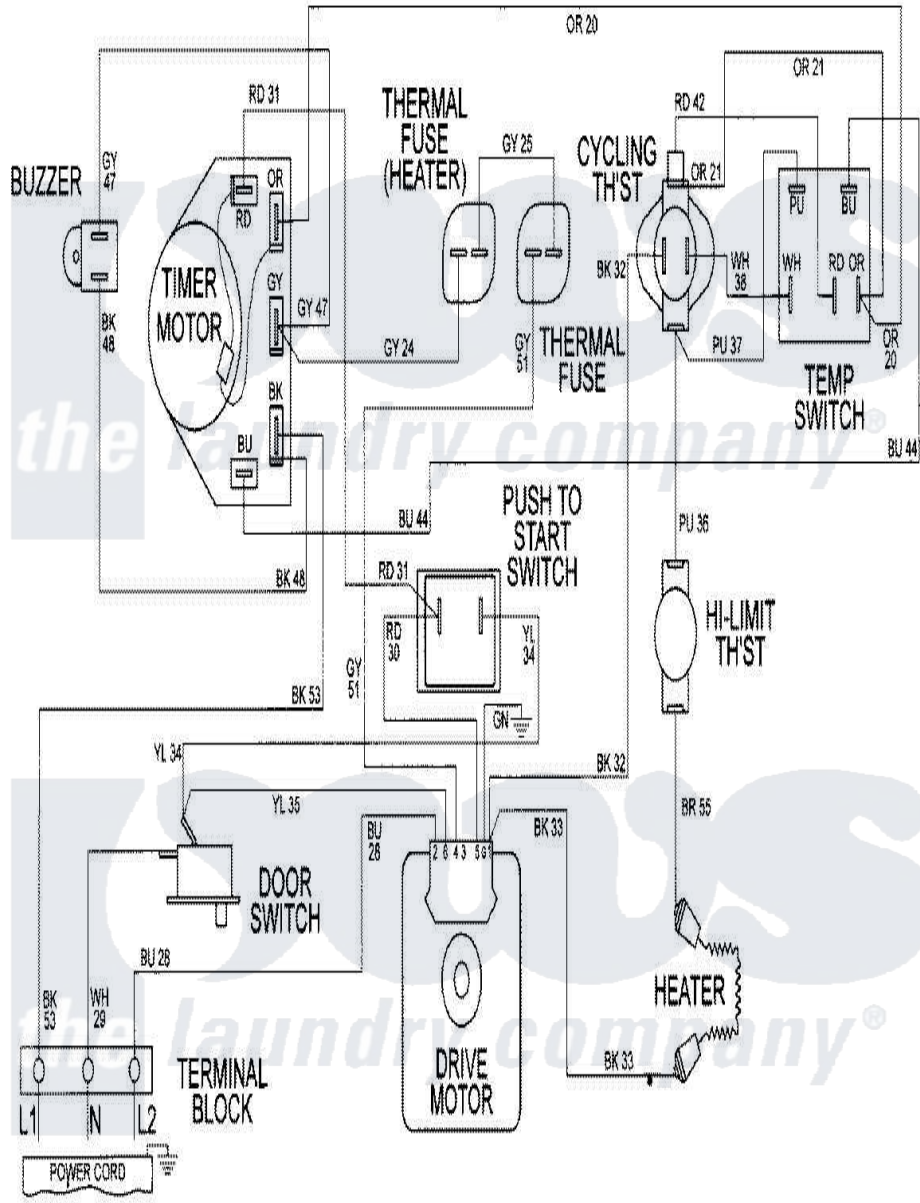 OR 20
OR 21
RD 31
RD 42
THERMAL
FUSE
(HEATER)
GY 25
CYCLING
TH'ST
OR 21
GY
47
BUZZER
OR
RD
PU
BU
TIMER
MOTOR
GY
GY 47
BK 32
WH
38
WH
RD
OR
BK
48
GY 24
GY
51
THERMAL
FUSE
PU 37
OR
20
TEMP
SWITCH
BK
BU
BU 44
the laundry company®
BU 44
PUSH TO
START
SWITCH
PU 36
BK 48
RD 31
RD
30
YL
34
HI-LIMIT
TH'ST
GY
51
BK 53
GN
YL 34
BK 32
YL 35
BU
28
BK 33
BR 55
2 6 4 3 5 G 1
DOOR
SWITCH
BU 28
HEATER
BK
53
WH
29
the laundry company®
DRIVE
MOTOR
BK 33
TERMINAL
BLOCK
L1
N
L2
POWER CORD